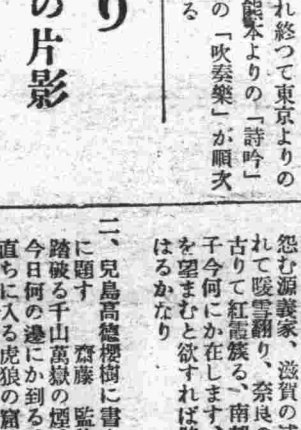 れ終つて東京よりの
熊本よりの「詩吟」
の「吹奏樂」が順次
る
り
の片影
怨む源義家、滋賀の
れて暖雪翻り、奈良の
古りて紅霞簇る、南
子今何にか在します、
を望まむと欲すれば
はるかなり
二、兒島高德櫻樹に書
に題す　齋藤　監
踏破る千山萬嶽の煙
今日何の邊にか到る
直ちに入る虎狼の窟